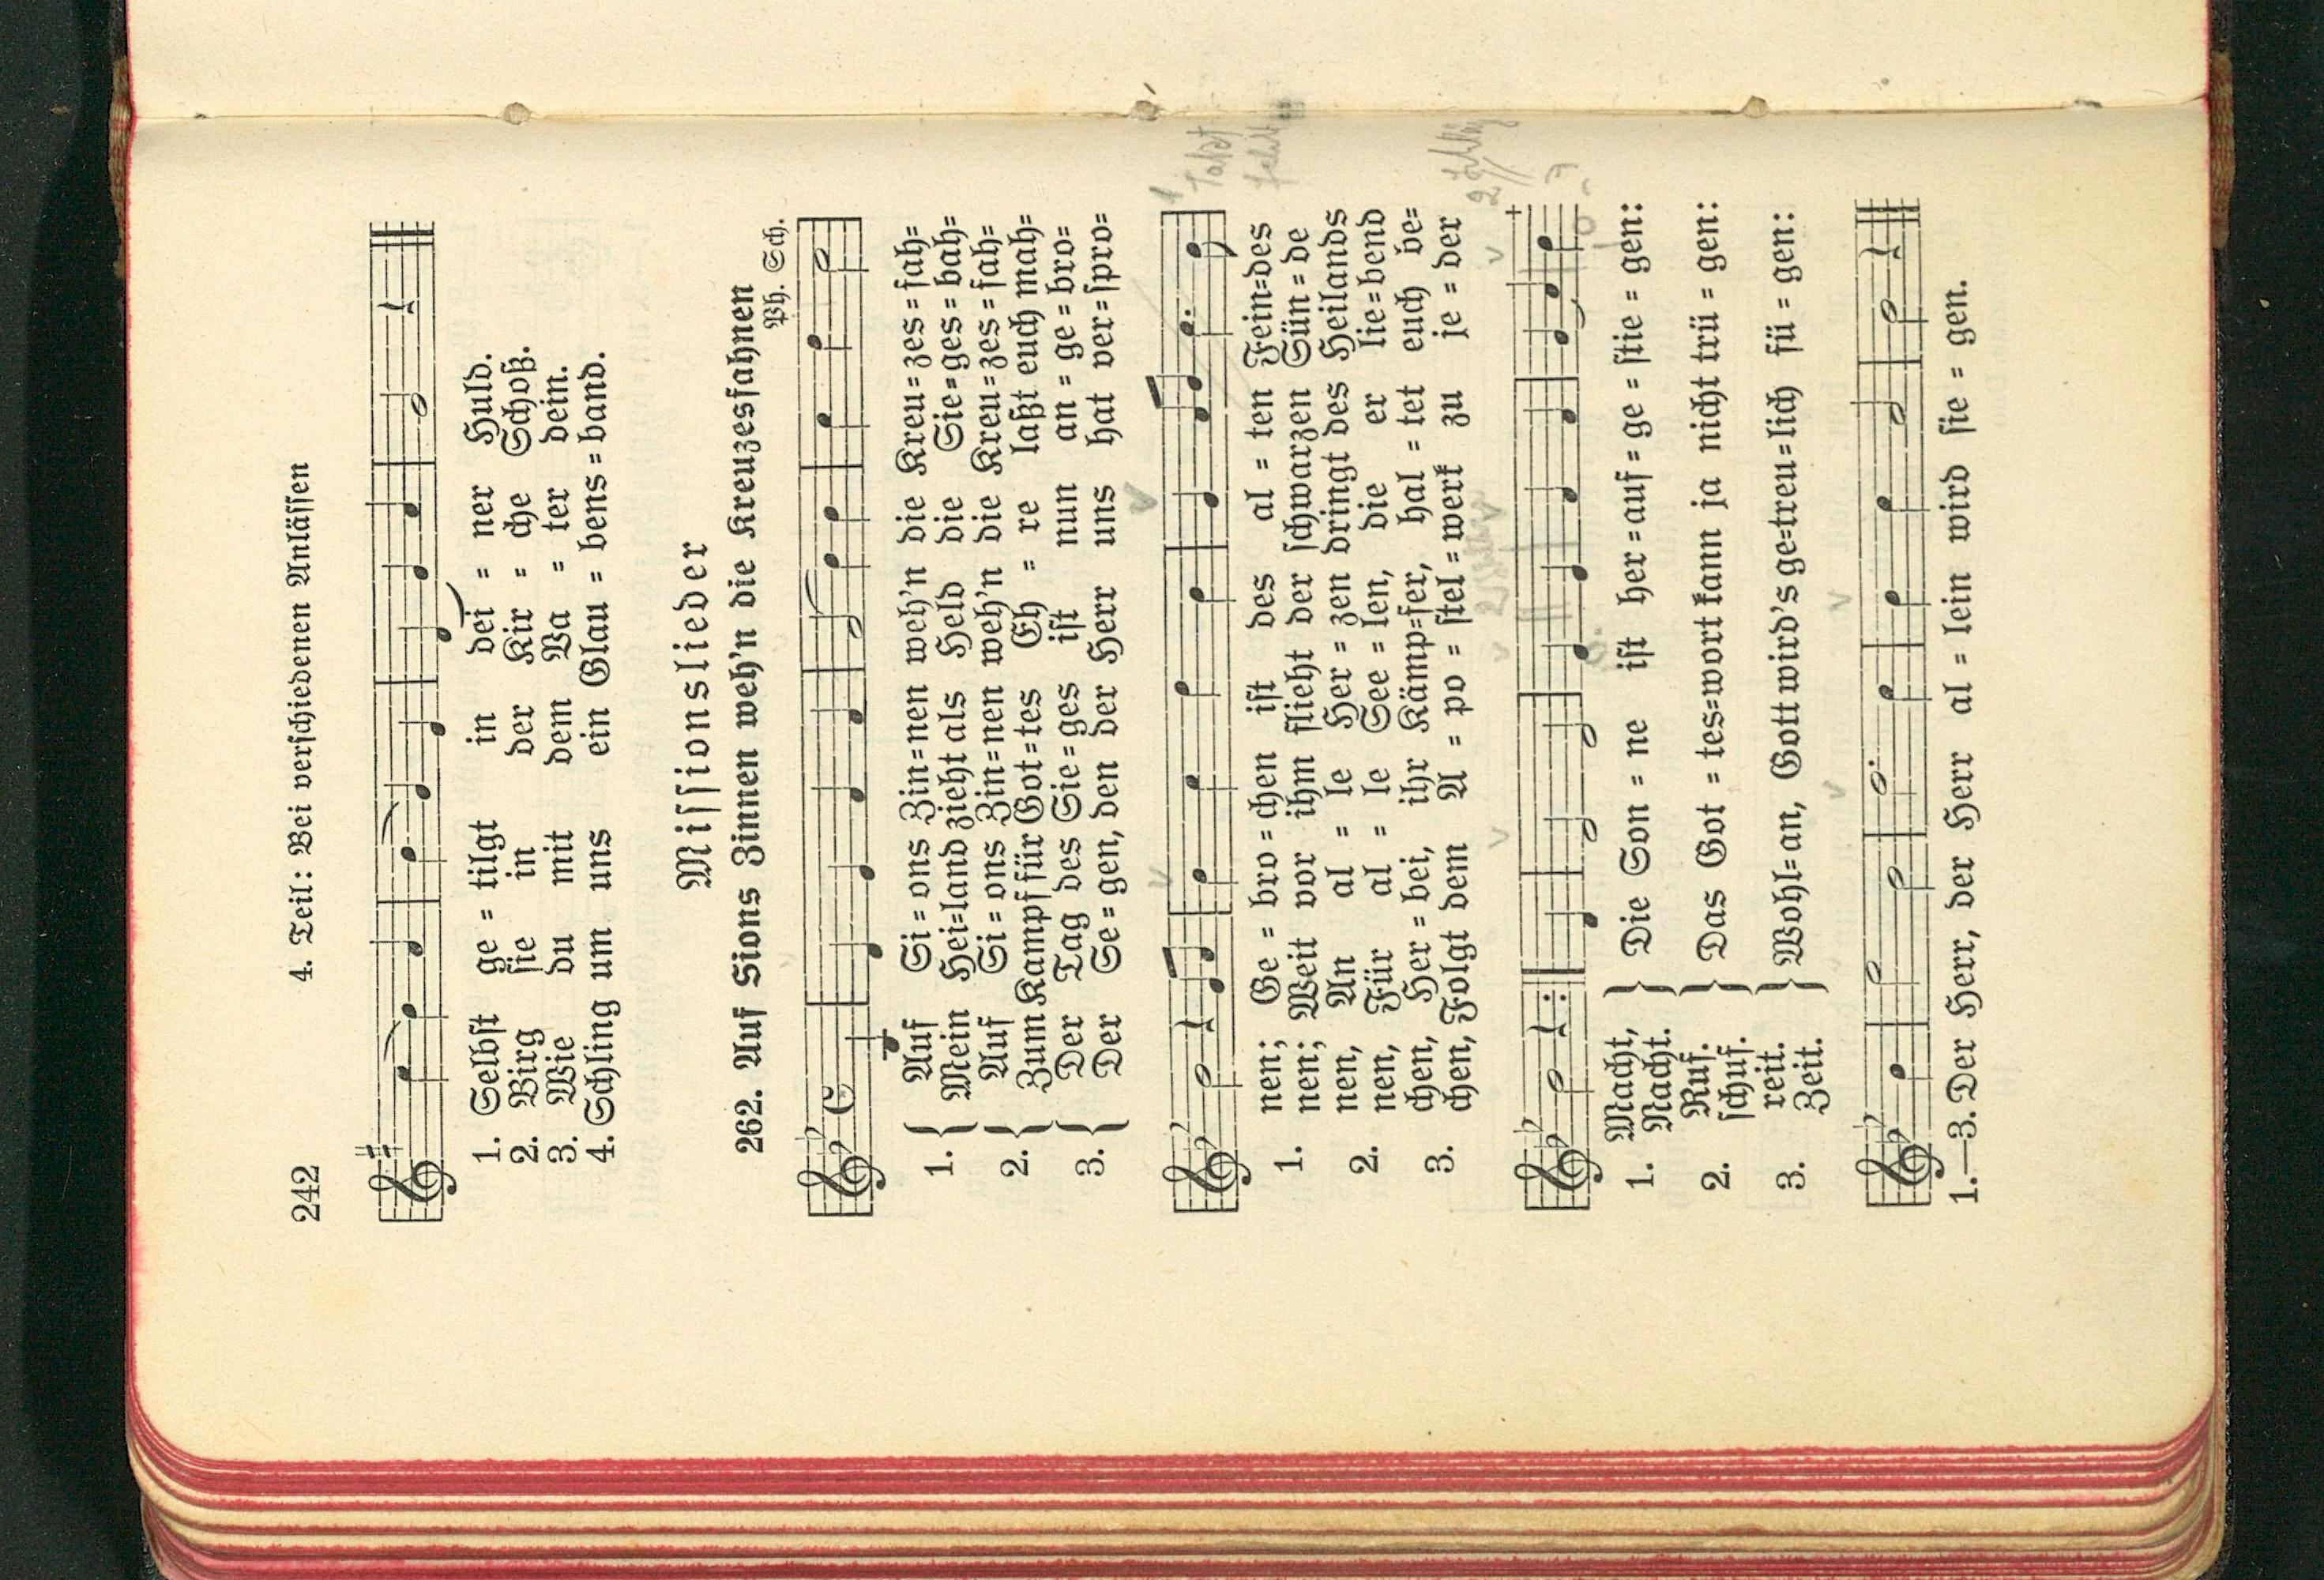 242 4. Teil: Bei verschiedenen Anlässen
1. Selbst ge = tilgt in dei = ner Huld.
2. Birg sie in der Kir = che Schoß.
3. Wie du mit dem Va = ter dein.
4. Schling um uns ein Glau = bens = band.
Missionslieder
262. Auf Sions Zinnen weh'n die Kreuzesfahnen
Ph. Sch.
1. { Auf Si = ons Zin = nen weh'n die Kreu = zes = fah=
Mein Hei=land zieht als Held die Sie = ges = bah=
2. { Auf Si = ons Zin = nen weh'n die Kreu = zes = fah=
Zum Kampf für Got = tes Eh = re laßt euch mah=
3. { Der Tag des Sie = ges ist nun an = ge = bro=
Der Se = gen, den der Herr uns hat ver = spro=
1 Takt
fehlt
1. nen; Ge = bro = chen ist des al = ten Fein=des
nen; Weit vor ihm flieht der schwarzen Sün = de
2. nen, An al = le Her = zen dringt des Heilands
nen, Für al = le See = len, die er lie = bend
3. chen, Her = bei, ihr Kämp=fer, hal = tet euch be=
chen, Folgt dem A = po = stel = werk zu je = der
1. Macht, } Die Son = ne ist her = auf = ge = stie = gen:
Nacht.
2. Ruf. } Das Got = tes=wort kann ja nicht trü = gen:
schuf.
3. reit. } Wohl=an, Gott wird's ge=treu=lich fü = gen:
Zeit.
1.—3. Der Herr, der Herr al = lein wird sie = gen.